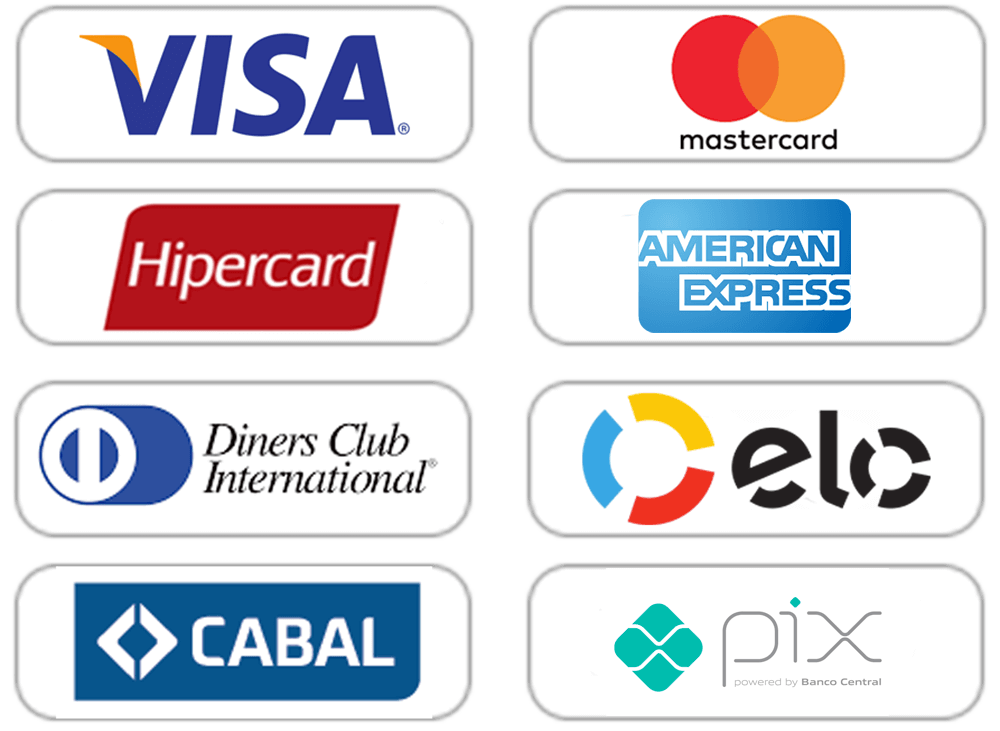 VISA®
mastercard
Hipercard
AMERICAN
EXPRESS
Diners Club
International®
elo
CABAL
pix
powered by Banco Central